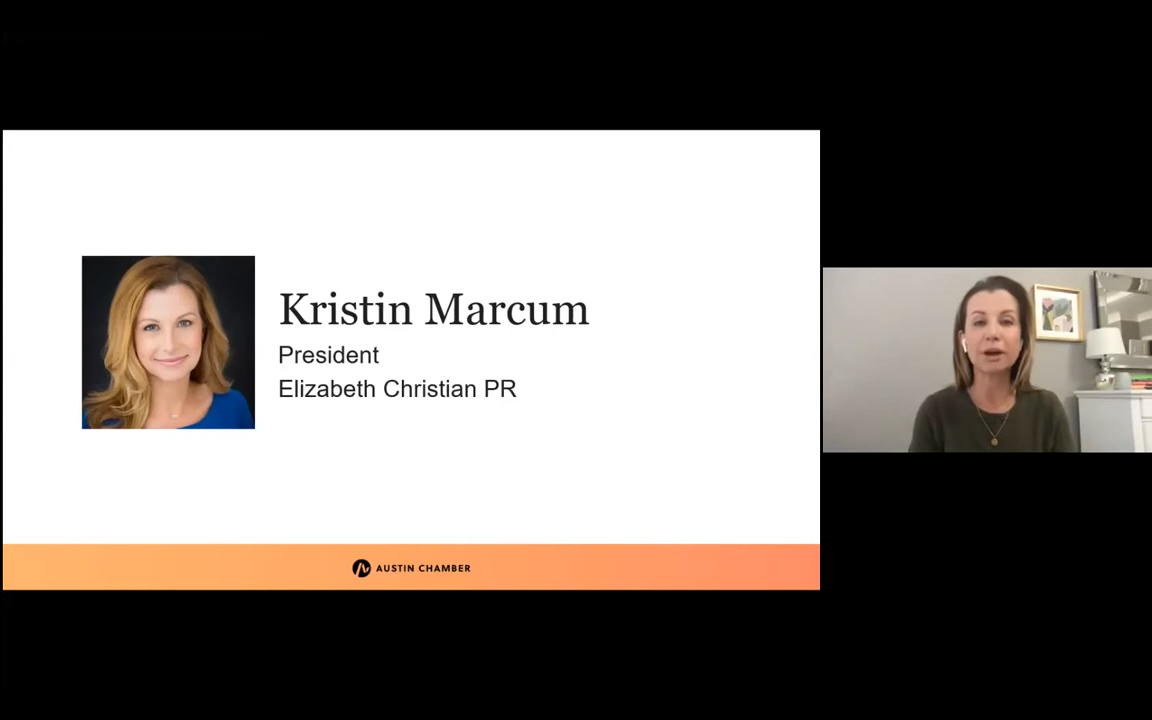 Kristin Marcum
President
Elizabeth Christian PR
AUSTIN CHAMBER